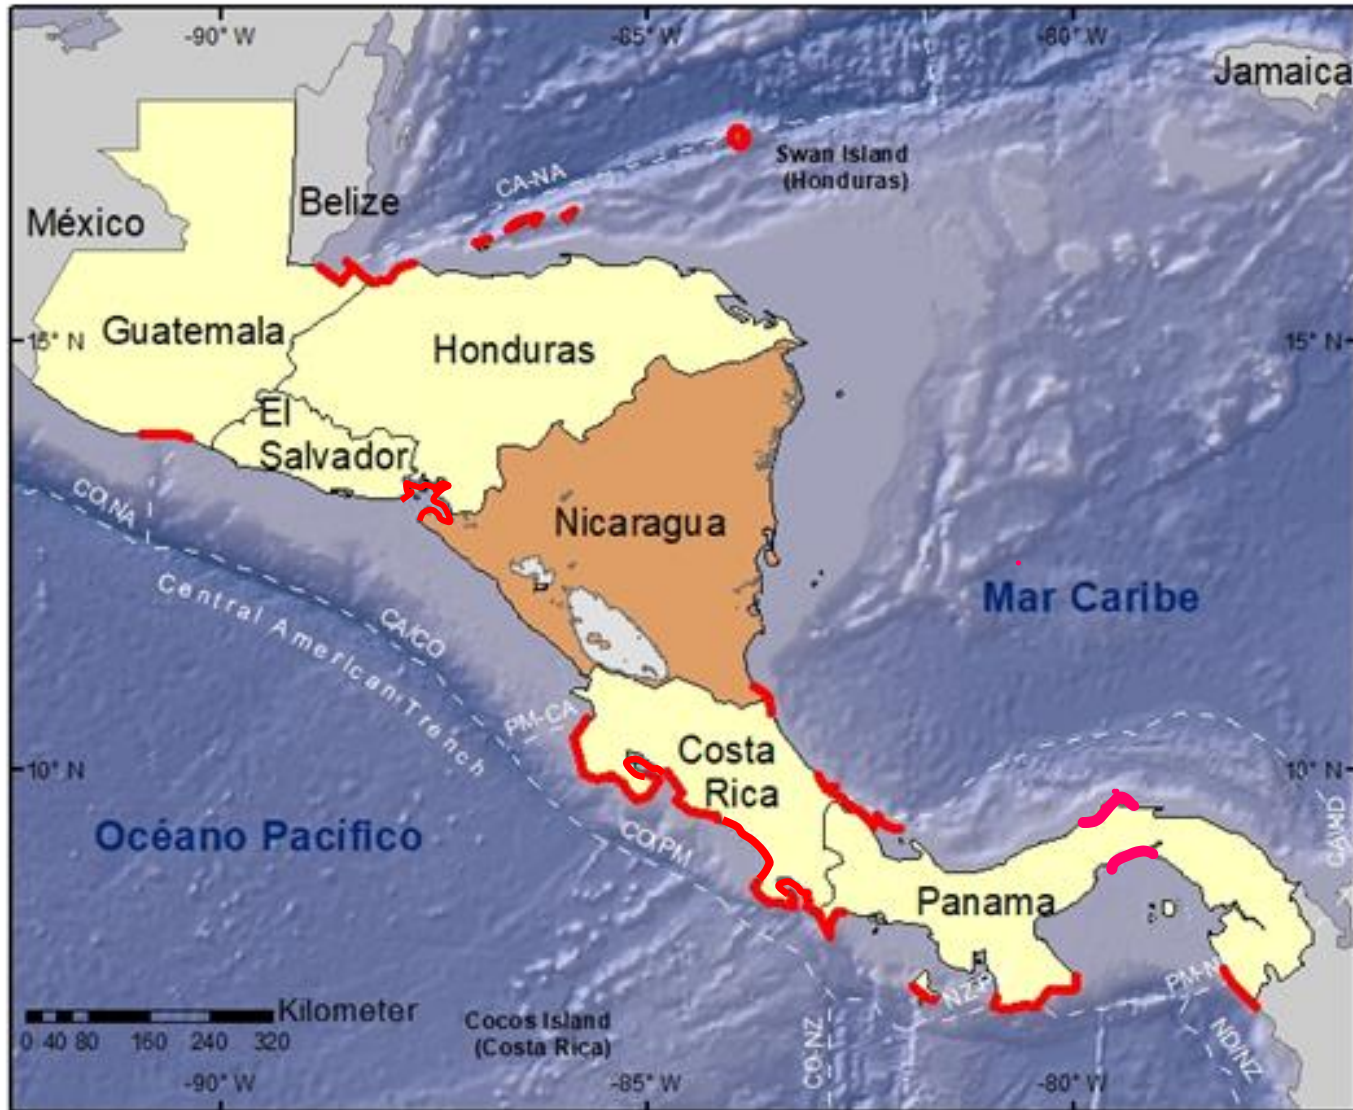 -90° W
-85° W
-80° W
Jamaica
Swan Island
(Honduras)
CA-NA
Belize
México
Guatemala
15° N
15° N
Honduras
El
Salvador
CO\NA
Nicaragua
Central American Trench
CA/CO
Mar Caribe
PM-CA
Costa
Rica
10° N
10° N
Océano Pacífico
CO\PM
CA\ND
Panama
Kilometer
0 40 80 160 240 320
Cocos Island
(Costa Rica)
CO-NZ
PM-N
ND/NZ
-90° W
-85° W
-80° W